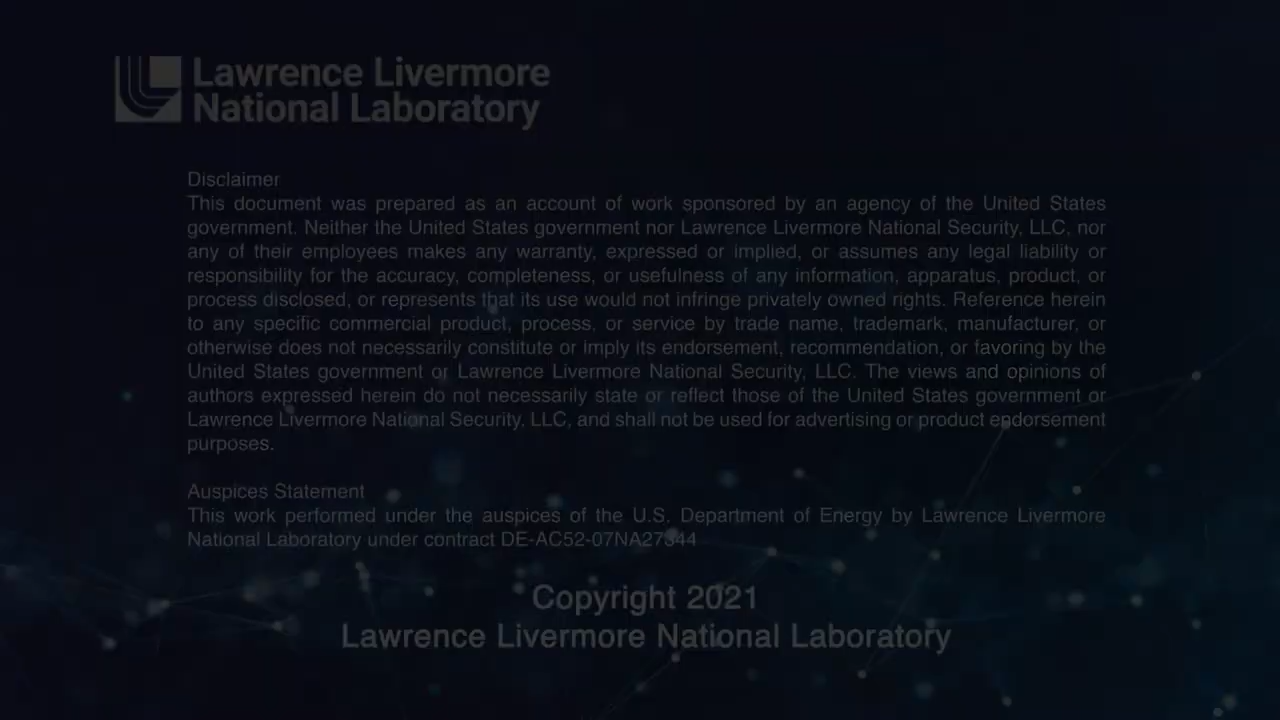 Lawrence Livermore
National Laboratory
Disclaimer
This document was prepared as an account of work sponsored by an agency of the United States
government. Neither the United States government nor Lawrence Livermore National Security, LLC, nor
any of their employees makes any warranty, expressed or implied, or assumes any legal liability or
responsibility for the accuracy, completeness, or usefulness of any information, apparatus, product, or
process disclosed, or represents that its use would not infringe privately owned rights. Reference herein
to any specific commercial product, process, or service by trade name, trademark, manufacturer, or
otherwise does not necessarily constitute or imply its endorsement, recommendation, or favoring by the
United States government or Lawrence Livermore National Security, LLC. The views and opinions of
authors expressed herein do not necessarily state or reflect those of the United States government or
Lawrence Livermore National Security, LLC, and shall not be used for advertising or product endorsement
purposes.
Auspices Statement
This work performed under the auspices of the U.S. Department of Energy by Lawrence Livermore
National Laboratory under contract DE-AC52-07NA27344
Copyright 2021
Lawrence Livermore National Laboratory